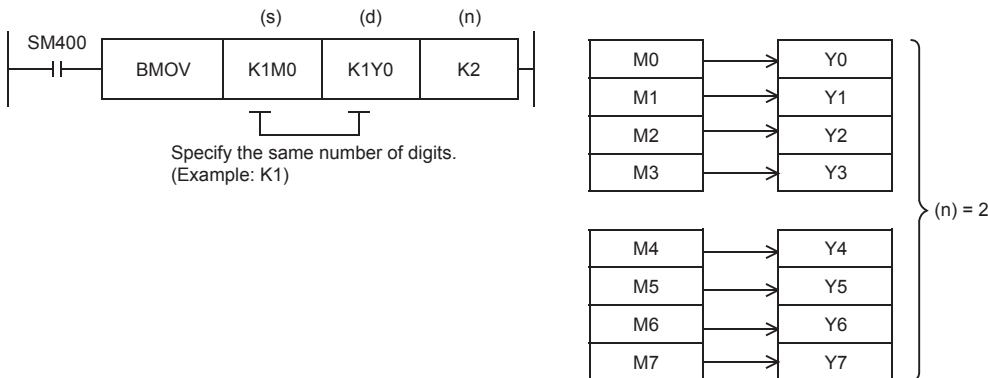 (s) (d) (n)
SM400
BMOV K1M0 K1Y0 K2
Specify the same number of digits.
(Example: K1)
M0 Y0
M1 Y1
M2 Y2
M3 Y3
(n) = 2
M4 Y4
M5 Y5
M6 Y6
M7 Y7